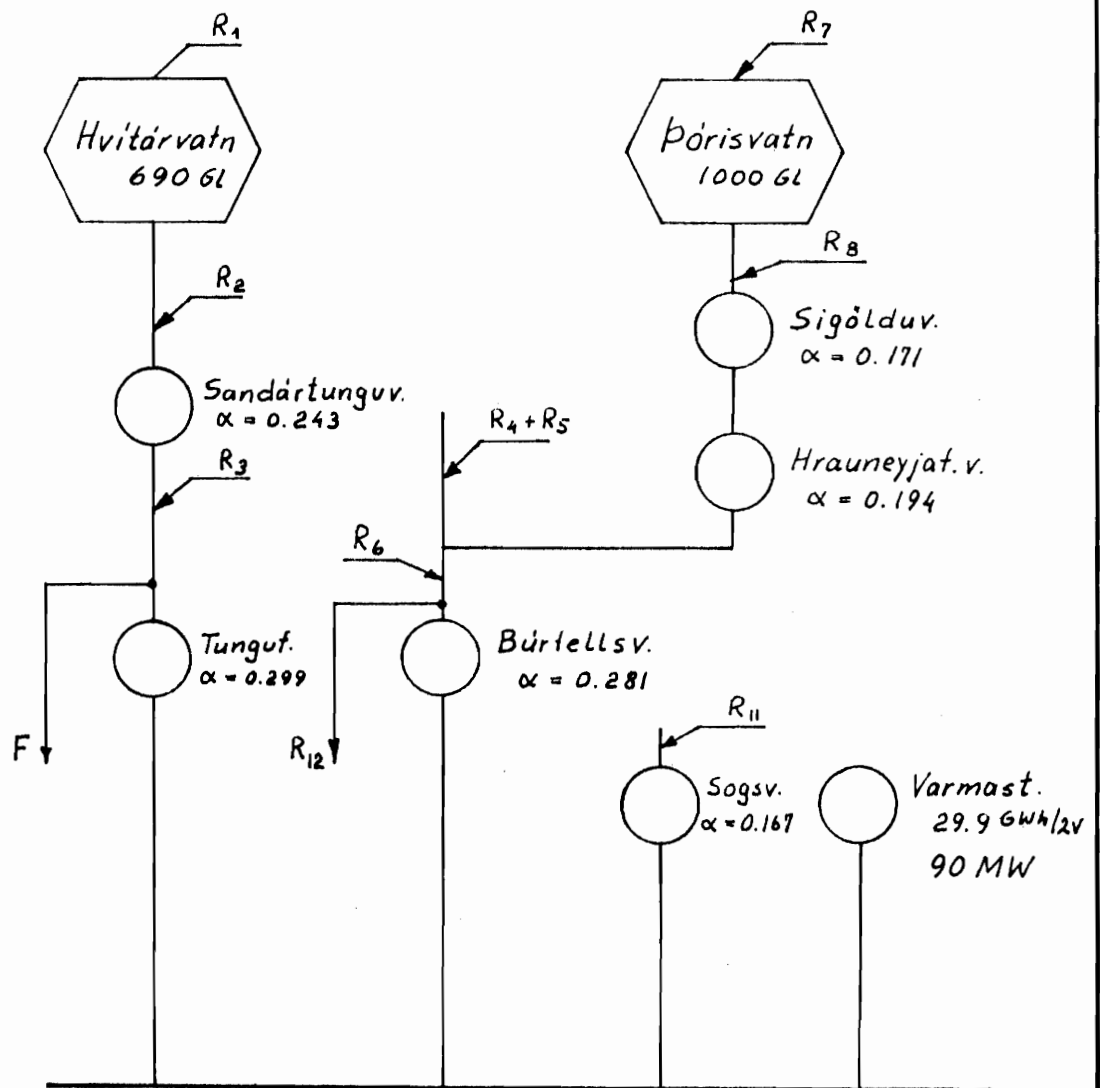 R₁
Hvítárvatn
690 Gl
R₂
Sandártunguv.
α = 0.243
R₃
F
Tunguf.
α = 0.299
R₇
Þórisvatn
1000 Gl
R₈
Sigölduv.
α = 0.171
Hrauneyjaf.v.
α = 0.194
R₄ + R₅
R₆
R₁₂
Búrfellsv.
α = 0.281
R₁₁
Sogsv.
α = 0.167
Varmast.
29.9 GWh/2v
90 MW